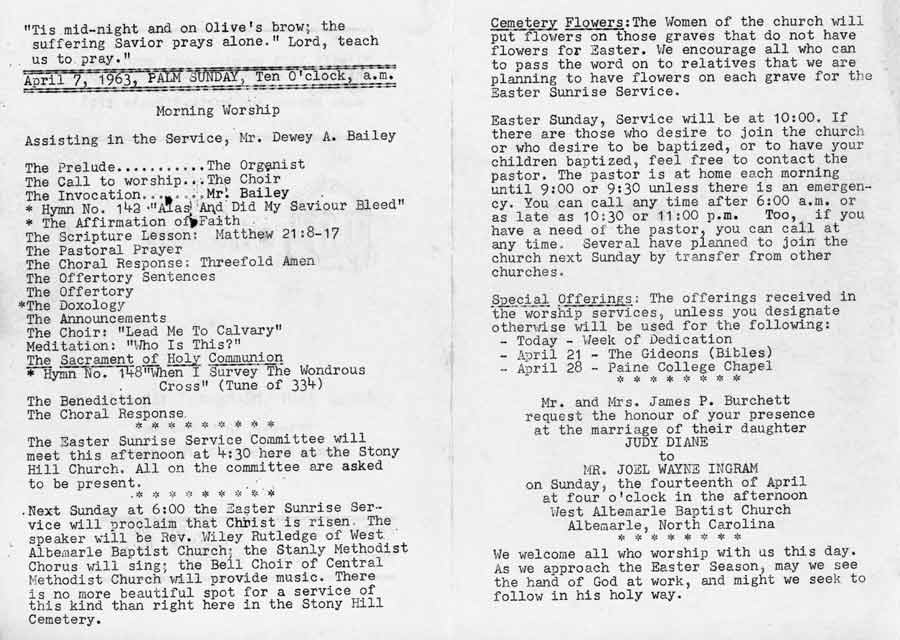 "Tis mid-night and on Olive's brow; the
suffering Savior prays alone." Lord, teach
us to pray."
April 7, 1963, PALM SUNDAY, Ten O'clock, a.m.
Morning Worship
Assisting in the Service, Mr. Dewey A. Bailey
The Prelude...........The Organist
The Call to worship...The Choir
The Invocation........Mr. Bailey
* Hymn No. 142 "Alas And Did My Saviour Bleed"
* The Affirmation of Faith
The Scripture Lesson: Matthew 21:8-17
The Pastoral Prayer
The Choral Response: Threefold Amen
The Offertory Sentences
The Offertory
*The Doxology
The Announcements
The Choir: "Lead Me To Calvary"
Meditation: "Who Is This?"
The Sacrament of Holy Communion
* Hymn No. 148"When I Survey The Wondrous
Cross" (Tune of 334)
The Benediction
The Choral Response
* * * * * * * * *
The Easter Sunrise Service Committee will
meet this afternoon at 4:30 here at the Stony
Hill Church. All on the committee are asked
to be present.
* * * * * * * * *
Next Sunday at 6:00 the Easter Sunrise Ser-
vice will proclaim that Christ is risen. The
speaker will be Rev. Wiley Rutledge of West
Albemarle Baptist Church; the Stanly Methodist
Chorus will sing; the Bell Choir of Central
Methodist Church will provide music. There
is no more beautiful spot for a service of
this kind than right here in the Stony Hill
Cemetery.
Cemetery Flowers:The Women of the church will
put flowers on those graves that do not have
flowers for Easter. We encourage all who can
to pass the word on to relatives that we are
planning to have flowers on each grave for the
Easter Sunrise Service.
Easter Sunday, Service will be at 10:00. If
there are those who desire to join the church
or who desire to be baptized, or to have your
children baptized, feel free to contact the
pastor. The pastor is at home each morning
until 9:00 or 9:30 unless there is an emergen-
cy. You can call any time after 6:00 a.m. or
as late as 10:30 or 11:00 p.m. Too, if you
have a need of the pastor, you can call at
any time. Several have planned to join the
church next Sunday by transfer from other
churches.
Special Offerings: The offerings received in
the worship services, unless you designate
otherwise will be used for the following:
- Today - Week of Dedication
- April 21 - The Gideons (Bibles)
- April 28 - Paine College Chapel
* * * * * * * *
Mr. and Mrs. James P. Burchett
request the honour of your presence
at the marriage of their daughter
JUDY DIANE
to
MR. JOEL WAYNE INGRAM
on Sunday, the fourteenth of April
at four o'clock in the afternoon
West Albemarle Baptist Church
Albemarle, North Carolina
* * * * * * * *
We welcome all who worship with us this day.
As we approach the Easter Season, may we see
the hand of God at work, and might we seek to
follow in his holy way.